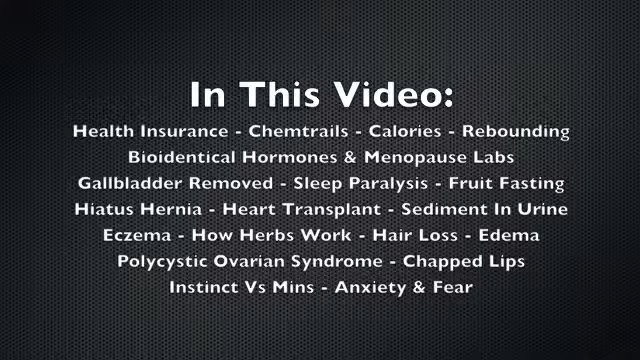 In This Video:
Health Insurance - Chemtrails - Calories - Rebounding
Bioidentical Hormones & Menopause Labs
Gallbladder Removed - Sleep Paralysis - Fruit Fasting
Hiatus Hernia - Heart Transplant - Sediment In Urine
Eczema - How Herbs Work - Hair Loss - Edema
Polycystic Ovarian Syndrome - Chapped Lips
Instinct Vs Mins - Anxiety & Fear